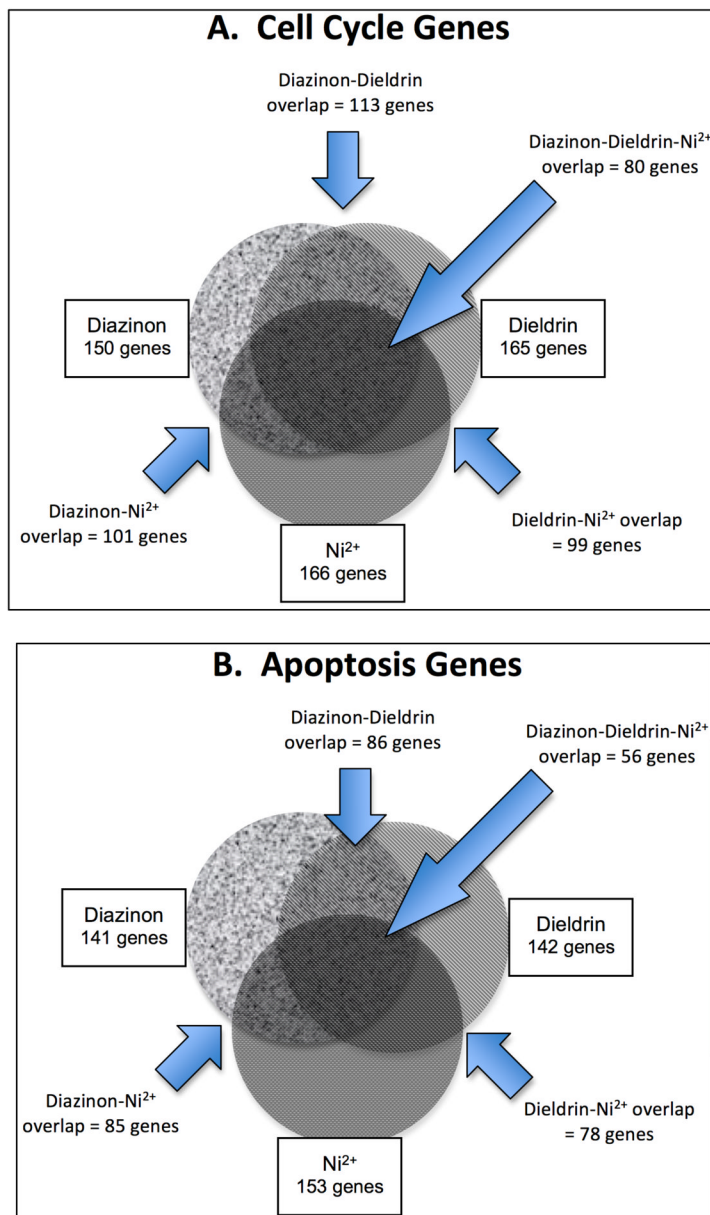 A. Cell Cycle Genes
Diazinon-Dieldrin
overlap = 113 genes
Diazinon-Dieldrin-Ni²⁺
overlap = 80 genes
Diazinon
150 genes
Dieldrin
165 genes
Diazinon-Ni²⁺
overlap = 101 genes
Dieldrin-Ni²⁺ overlap
= 99 genes
Ni²⁺
166 genes
B. Apoptosis Genes
Diazinon-Dieldrin
overlap = 86 genes
Diazinon-Dieldrin-Ni²⁺
overlap = 56 genes
Diazinon
141 genes
Dieldrin
142 genes
Diazinon-Ni²⁺
overlap = 85 genes
Dieldrin-Ni²⁺ overlap
= 78 genes
Ni²⁺
153 genes